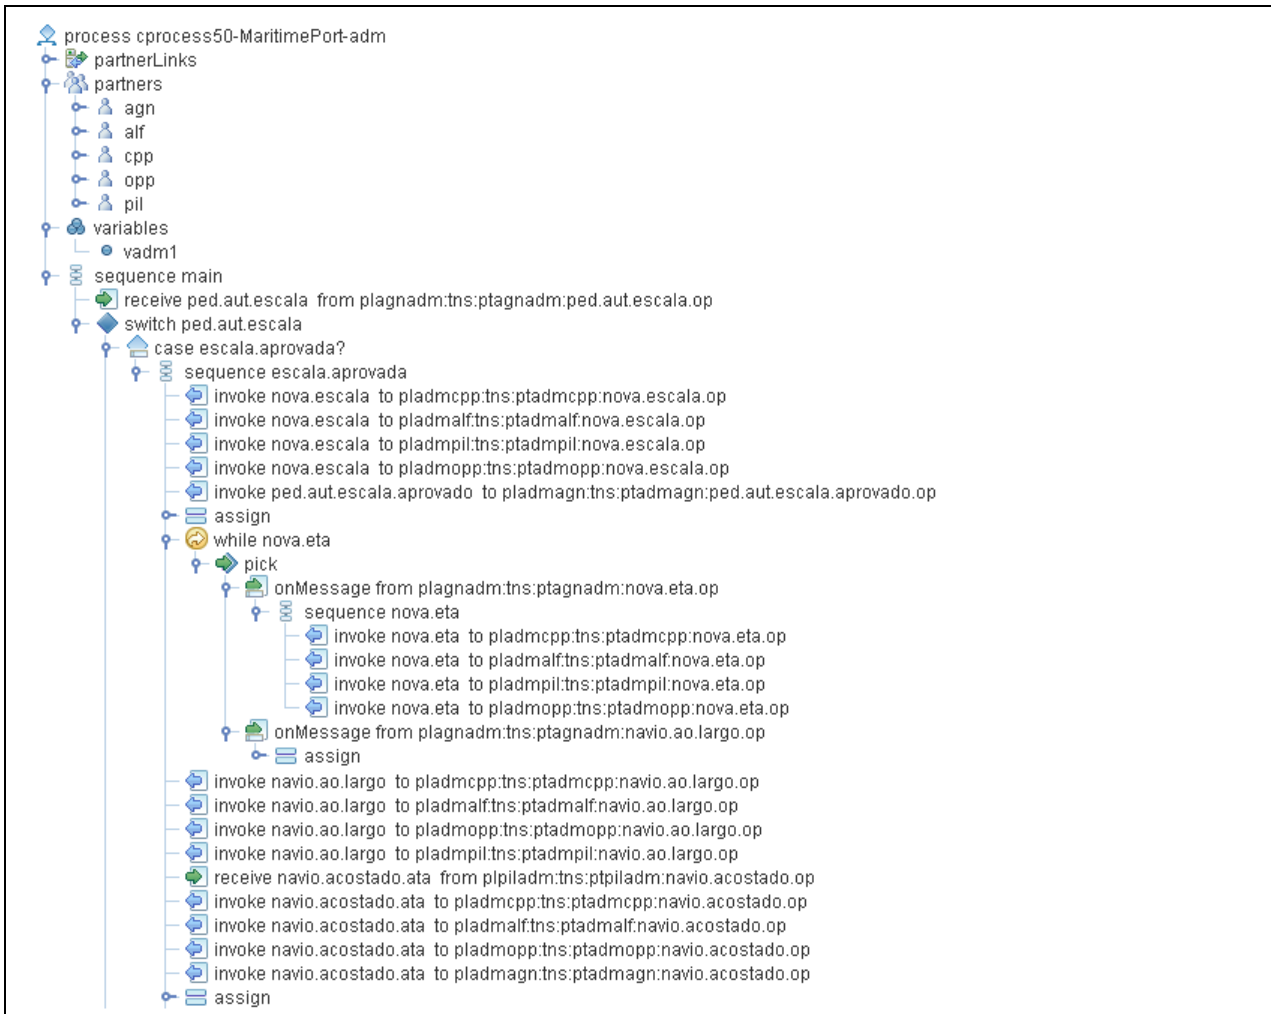 process cprocess50-MaritimePort-adm
partnerLinks
partners
agn
alf
cpp
opp
pil
variables
vadm1
sequence main
receive ped.aut.escala from plagnadm:tns:ptagnadm:ped.aut.escala.op
switch ped.aut.escala
case escala.aprovada?
sequence escala.aprovada
invoke nova.escala to pladmcpp:tns:ptadmcpp:nova.escala.op
invoke nova.escala to pladmalf:tns:ptadmalf:nova.escala.op
invoke nova.escala to pladmpil:tns:ptadmpil:nova.escala.op
invoke nova.escala to pladmopp:tns:ptadmopp:nova.escala.op
invoke ped.aut.escala.aprovado to pladmagn:tns:ptadmagn:ped.aut.escala.aprovado.op
assign
while nova.eta
pick
onMessage from plagnadm:tns:ptagnadm:nova.eta.op
sequence nova.eta
invoke nova.eta to pladmcpp:tns:ptadmcpp:nova.eta.op
invoke nova.eta to pladmalf:tns:ptadmalf:nova.eta.op
invoke nova.eta to pladmpil:tns:ptadmpil:nova.eta.op
invoke nova.eta to pladmopp:tns:ptadmopp:nova.eta.op
onMessage from plagnadm:tns:ptagnadm:navio.ao.largo.op
assign
invoke navio.ao.largo to pladmcpp:tns:ptadmcpp:navio.ao.largo.op
invoke navio.ao.largo to pladmalf:tns:ptadmalf:navio.ao.largo.op
invoke navio.ao.largo to pladmopp:tns:ptadmopp:navio.ao.largo.op
invoke navio.ao.largo to pladmpil:tns:ptadmpil:navio.ao.largo.op
receive navio.acostado.ata from plpiladm:tns:ptpiladm:navio.acostado.op
invoke navio.acostado.ata to pladmcpp:tns:ptadmcpp:navio.acostado.op
invoke navio.acostado.ata to pladmalf:tns:ptadmalf:navio.acostado.op
invoke navio.acostado.ata to pladmopp:tns:ptadmopp:navio.acostado.op
invoke navio.acostado.ata to pladmagn:tns:ptadmagn:navio.acostado.op
assign